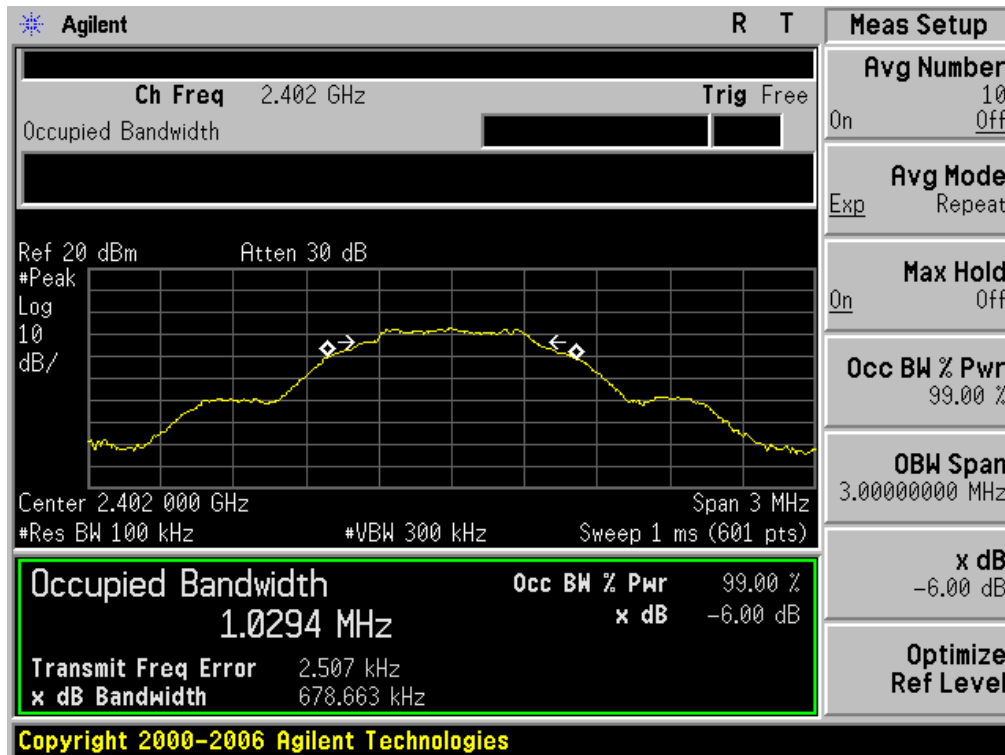 Agilent R T
Ch Freq 2.402 GHz Trig Free
Occupied Bandwidth
Ref 20 dBm Atten 30 dB
#Peak
Log
10
dB/
Center 2.402 000 GHz Span 3 MHz
#Res BW 100 kHz #VBW 300 kHz Sweep 1 ms (601 pts)
Occupied Bandwidth Occ BW % Pwr 99.00 %
1.0294 MHz x dB -6.00 dB
Transmit Freq Error 2.507 kHz
x dB Bandwidth 678.663 kHz
Copyright 2000-2006 Agilent Technologies
Meas Setup
Avg Number
10
On Off
Avg Mode
Exp Repeat
Max Hold
On Off
Occ BW % Pwr
99.00 %
OBW Span
3.00000000 MHz
x dB
-6.00 dB
Optimize
Ref Level